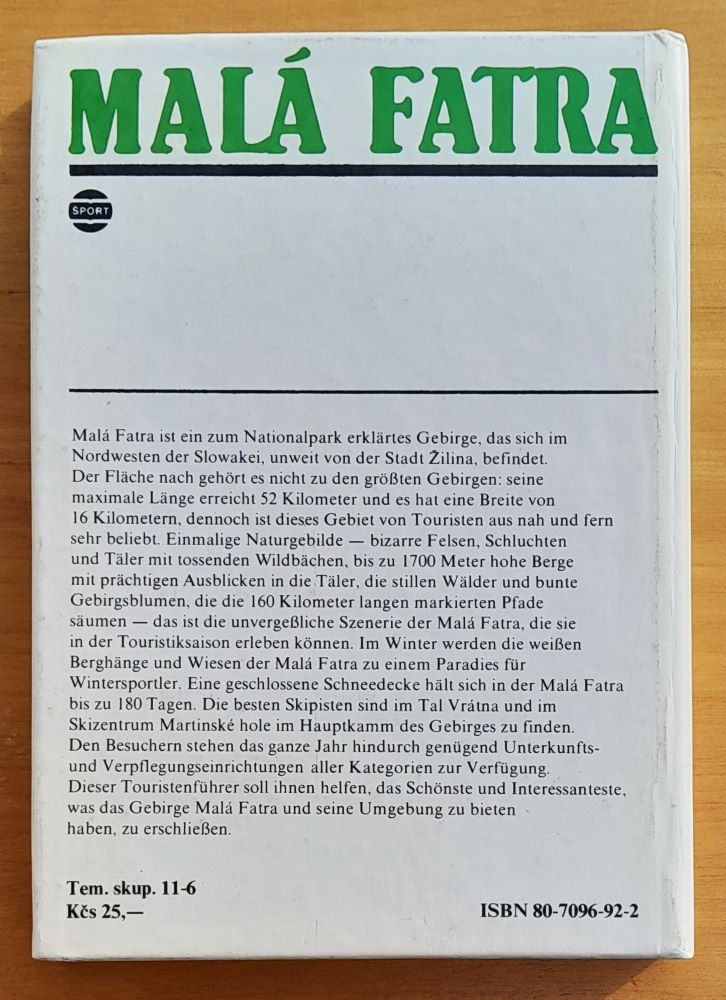 MALÁ FATRA
ŠPORT
Malá Fatra ist ein zum Nationalpark erklärtes Gebirge, das sich im
Nordwesten der Slowakei, unweit von der Stadt Žilina, befindet.
Der Fläche nach gehört es nicht zu den größten Gebirgen: seine
maximale Länge erreicht 52 Kilometer und es hat eine Breite von
16 Kilometern, dennoch ist dieses Gebiet von Touristen aus nah und fern
sehr beliebt. Einmalige Naturgebilde — bizarre Felsen, Schluchten
und Täler mit tossenden Wildbächen, bis zu 1700 Meter hohe Berge
mit prächtigen Ausblicken in die Täler, die stillen Wälder und bunte
Gebirgsblumen, die die 160 Kilometer langen markierten Pfade
säumen — das ist die unvergeßliche Szenerie der Malá Fatra, die sie
in der Touristiksaison erleben können. Im Winter werden die weißen
Berghänge und Wiesen der Malá Fatra zu einem Paradies für
Wintersportler. Eine geschlossene Schneedecke hält sich in der Malá Fatra
bis zu 180 Tagen. Die besten Skipisten sind im Tal Vrátna und im
Skizentrum Martinské hole im Hauptkamm des Gebirges zu finden.
Den Besuchern stehen das ganze Jahr hindurch genügend Unterkunfts-
und Verpflegungseinrichtungen aller Kategorien zur Verfügung.
Dieser Touristenführer soll ihnen helfen, das Schönste und Interessanteste,
was das Gebirge Malá Fatra und seine Umgebung zu bieten
haben, zu erschließen.
Tem. skup. 11-6
Kčs 25,—
ISBN 80-7096-92-2